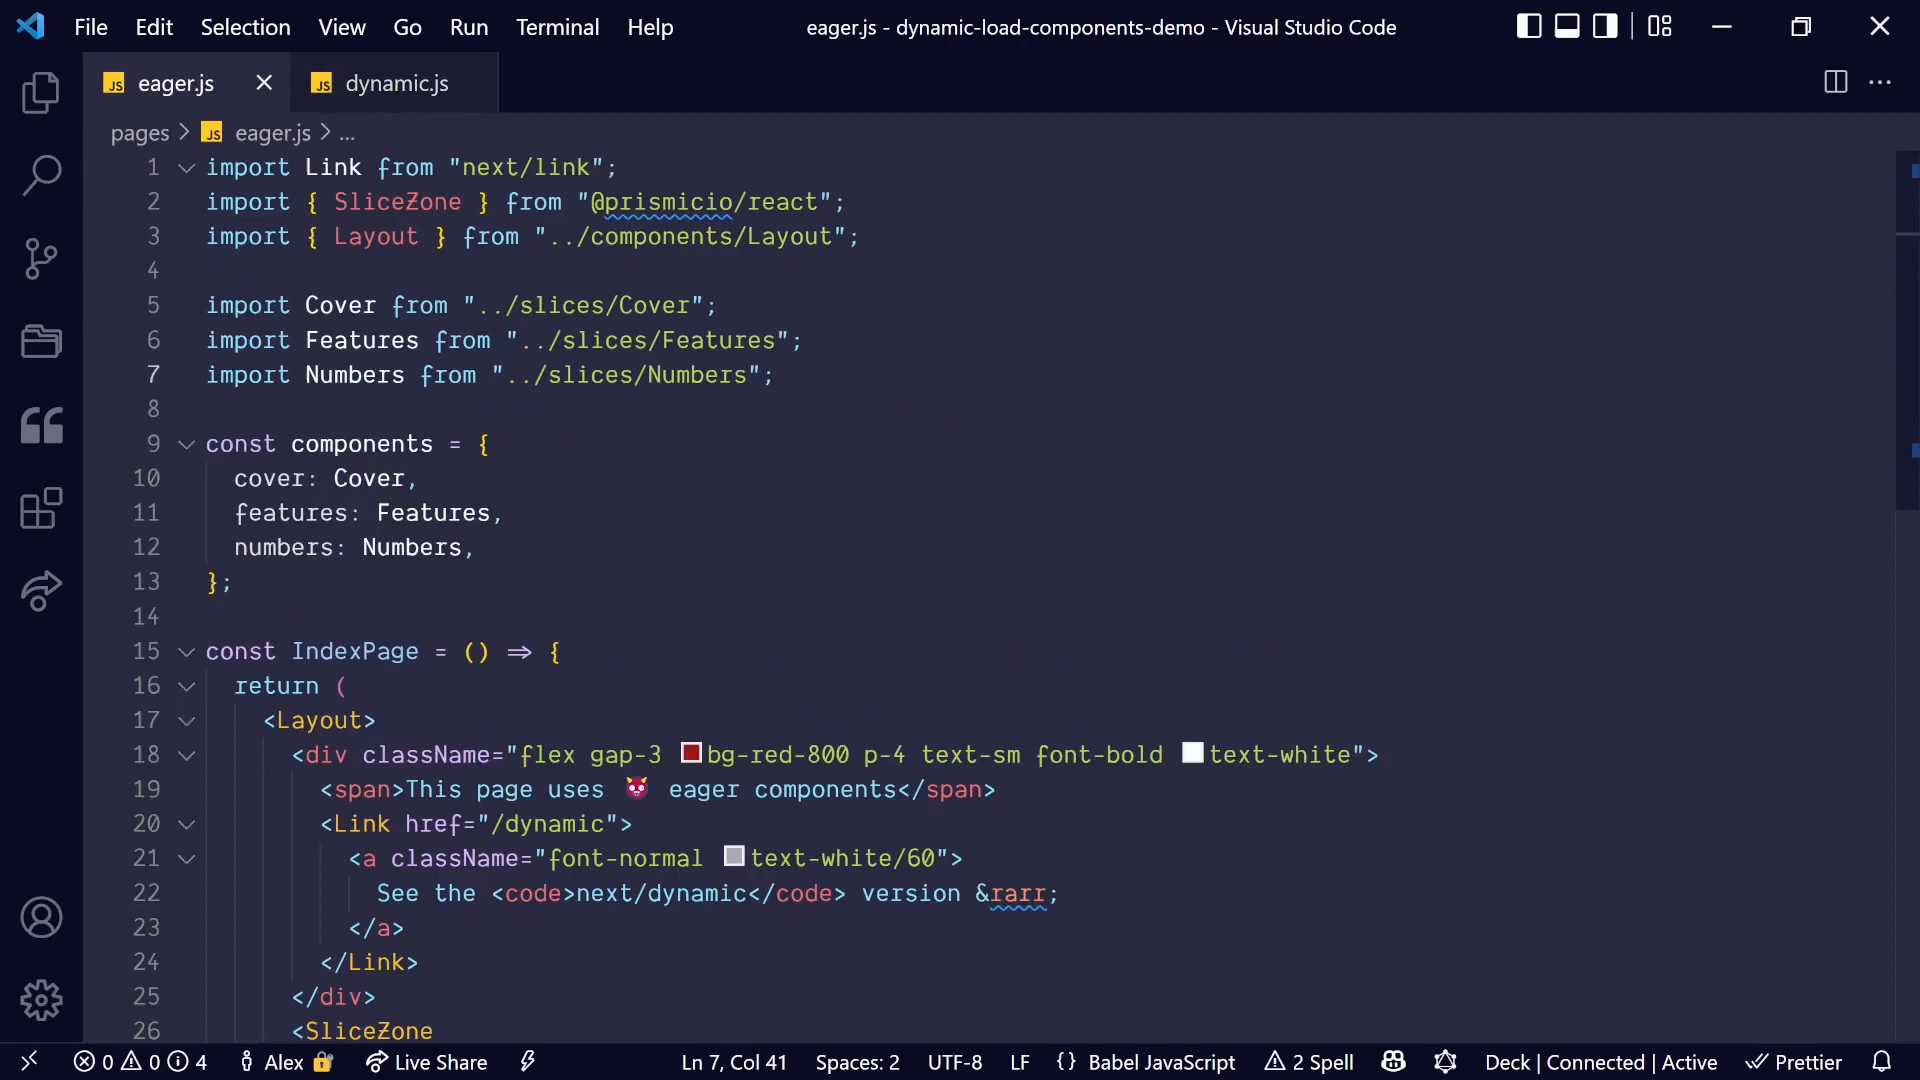 File Edit Selection View Go Run Terminal Help
eager.js - dynamic-load-components-demo - Visual Studio Code
JS eager.js JS dynamic.js
pages > JS eager.js > ...
1 import Link from "next/link";
2 import { SliceZone } from "@prismicio/react";
3 import { Layout } from "../components/Layout";
4
5 import Cover from "../slices/Cover";
6 import Features from "../slices/Features";
7 import Numbers from "../slices/Numbers";
8
9 const components = {
10 cover: Cover,
11 features: Features,
12 numbers: Numbers,
13 };
14
15 const IndexPage = () => {
16 return (
17 <Layout>
18 <div className="flex gap-3 bg-red-800 p-4 text-sm font-bold text-white">
19 <span>This page uses 👹 eager components</span>
20 <Link href="/dynamic">
21 <a className="font-normal text-white/60">
22 See the <code>next/dynamic</code> version &rarr;
23 </a>
24 </Link>
25 </div>
26 <SliceZone
0 0 4 Alex Live Share Ln 7, Col 41 Spaces: 2 UTF-8 LF {} Babel JavaScript 2 Spell Deck | Connected | Active Prettier